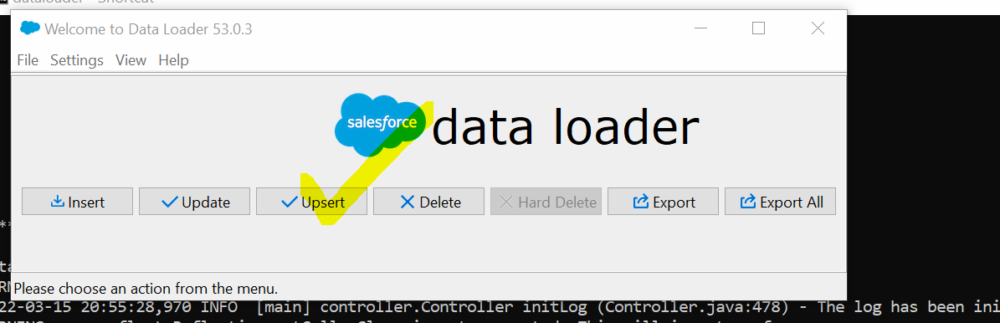 dataloader - Shortcut
Welcome to Data Loader 53.0.3
File Settings View Help
salesforce
data loader
Insert Update Upsert Delete Hard Delete Export Export All
Please choose an action from the menu.
22-03-15 20:55:28,970 INFO [main] controller.Controller initLog (Controller.java:478) - The log has been ini